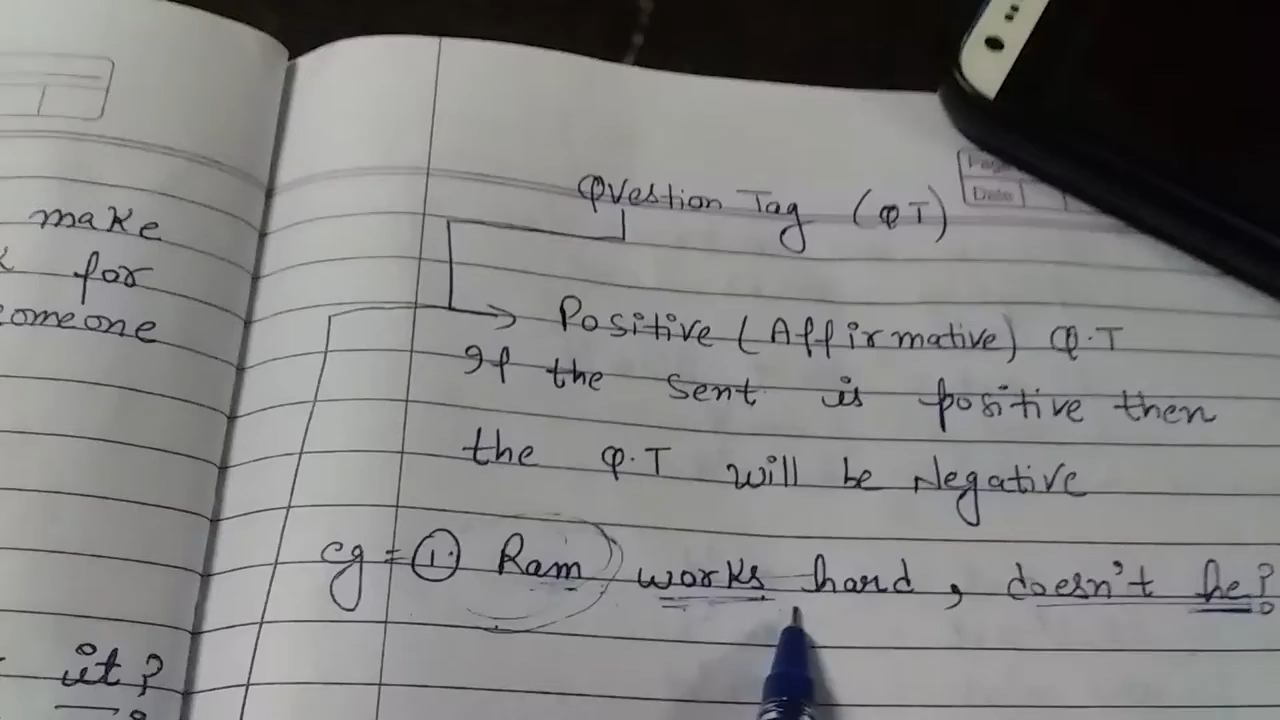 make
for
someone
it?
Date
Question Tag (QT)
Positive (Affirmative) Q.T
If the Sent is positive then
the Q.T will be Negative
eg = 1. Ram works hard, doesn't he?